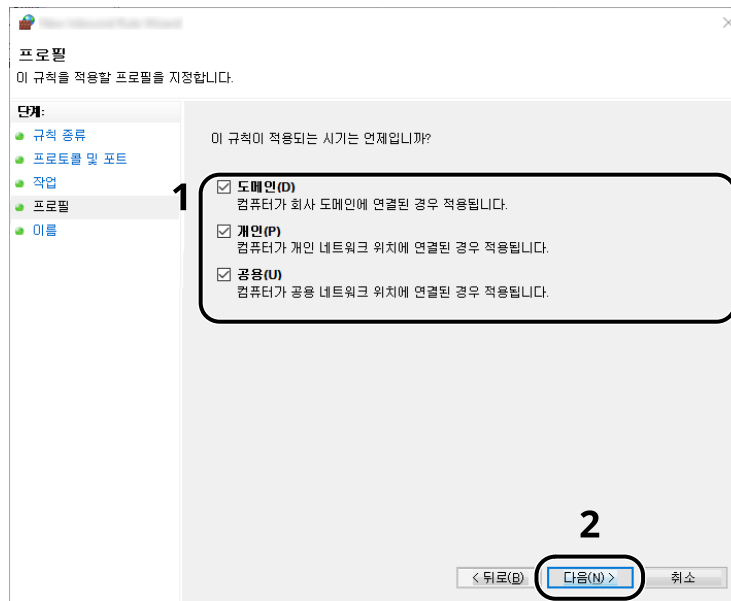 프로필
이 규칙을 적용할 프로필을 지정합니다.
단계:
규칙 종류
프로토콜 및 포트
작업
프로필
이름
이 규칙이 적용되는 시기는 언제입니까?
1
도메인(D)
컴퓨터가 회사 도메인에 연결된 경우 적용됩니다.
개인(P)
컴퓨터가 개인 네트워크 위치에 연결된 경우 적용됩니다.
공용(U)
컴퓨터가 공용 네트워크 위치에 연결된 경우 적용됩니다.
2
< 뒤로(B)
다음(N) >
취소